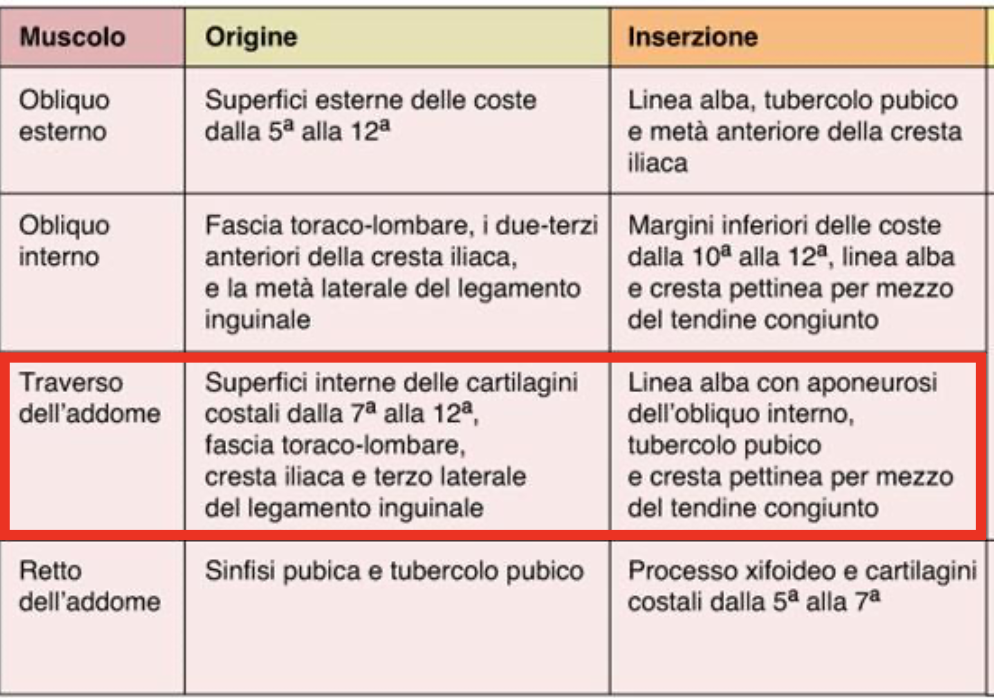 Muscolo Origine Inserzione
Obliquo
esterno
Superfici esterne delle coste
dalla 5ª alla 12ª
Linea alba, tubercolo pubico
e metà anteriore della cresta
iliaca
Obliquo
interno
Fascia toraco-lombare, i due-terzi
anteriori della cresta iliaca,
e la metà laterale del legamento
inguinale
Margini inferiori delle coste
dalla 10ª alla 12ª, linea alba
e cresta pettinea per mezzo
del tendine congiunto
Traverso
dell'addome
Superfici interne delle cartilagini
costali dalla 7ª alla 12ª,
fascia toraco-lombare,
cresta iliaca e terzo laterale
del legamento inguinale
Linea alba con aponeurosi
dell'obliquo interno,
tubercolo pubico
e cresta pettinea per mezzo
del tendine congiunto
Retto
dell'addome
Sinfisi pubica e tubercolo pubico
Processo xifoideo e cartilagini
costali dalla 5ª alla 7ª